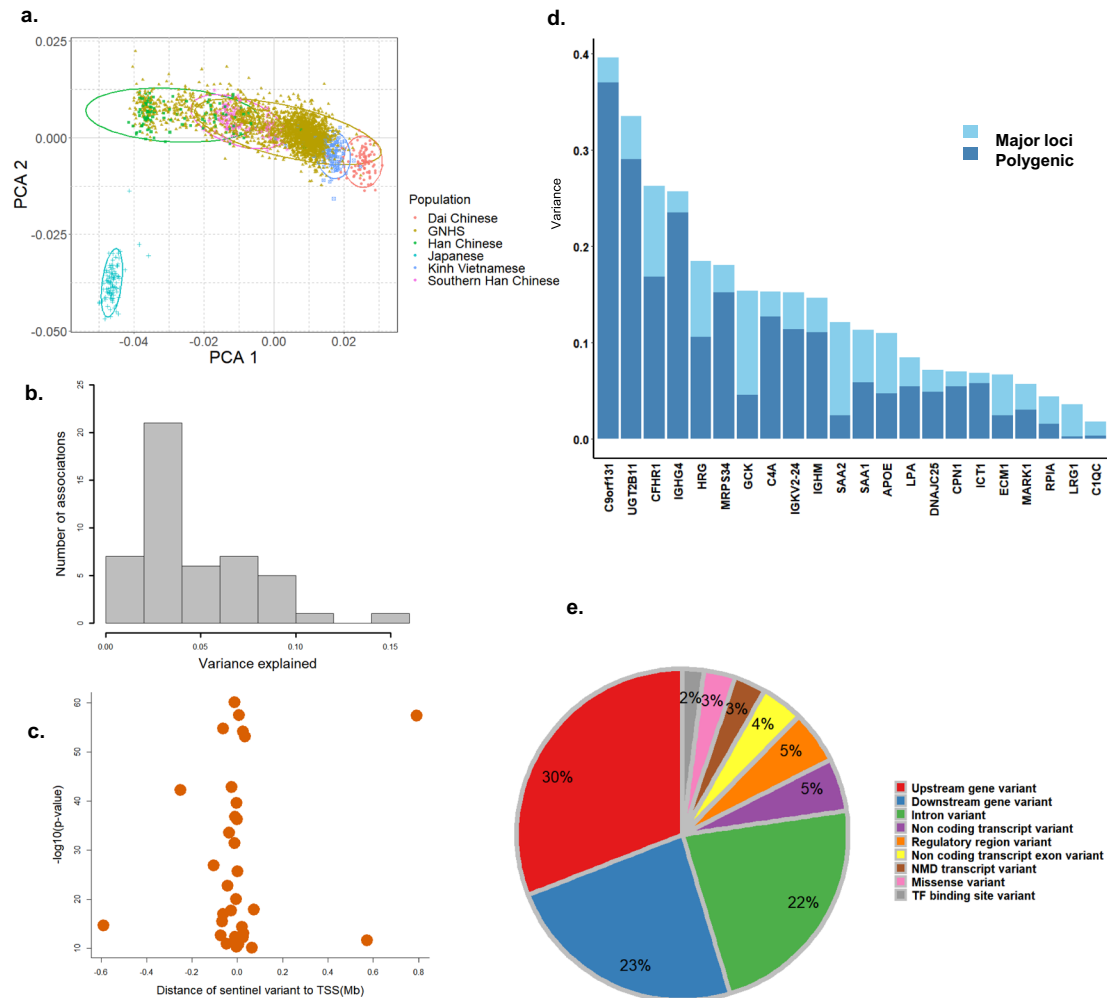 a.
0.025
0.000
-0.025
-0.050
PCA 2
-0.04
-0.02
0.00
0.02
PCA 1
Population
Dai Chinese
GNHS
Han Chinese
Japanese
Kinh Vietnamese
Southern Han Chinese
b.
25
20
15
10
5
0
Number of associations
0.00
0.05
0.10
0.15
Variance explained
c.
60
50
40
30
20
10
-log10(p-value)
-0.6
-0.4
-0.2
0.0
0.2
0.4
0.6
0.8
Distance of sentinel variant to TSS(Mb)
d.
0.4
0.3
0.2
0.1
0.0
Variance
Major loci
Polygenic
C9orf131
UGT2B11
CFHR1
IGHG4
HRG
MRPS34
GCK
C4A
IGKV2-24
IGHM
SAA2
SAA1
APOE
LPA
DNAJC25
CPN1
ICT1
ECM1
MARK1
RPIA
LRG1
C1QC
e.
2%
3%
3%
4%
5%
5%
22%
23%
30%
Upstream gene variant
Downstream gene variant
Intron variant
Non coding transcript variant
Regulatory region variant
Non coding transcript exon variant
NMD transcript variant
Missense variant
TF binding site variant